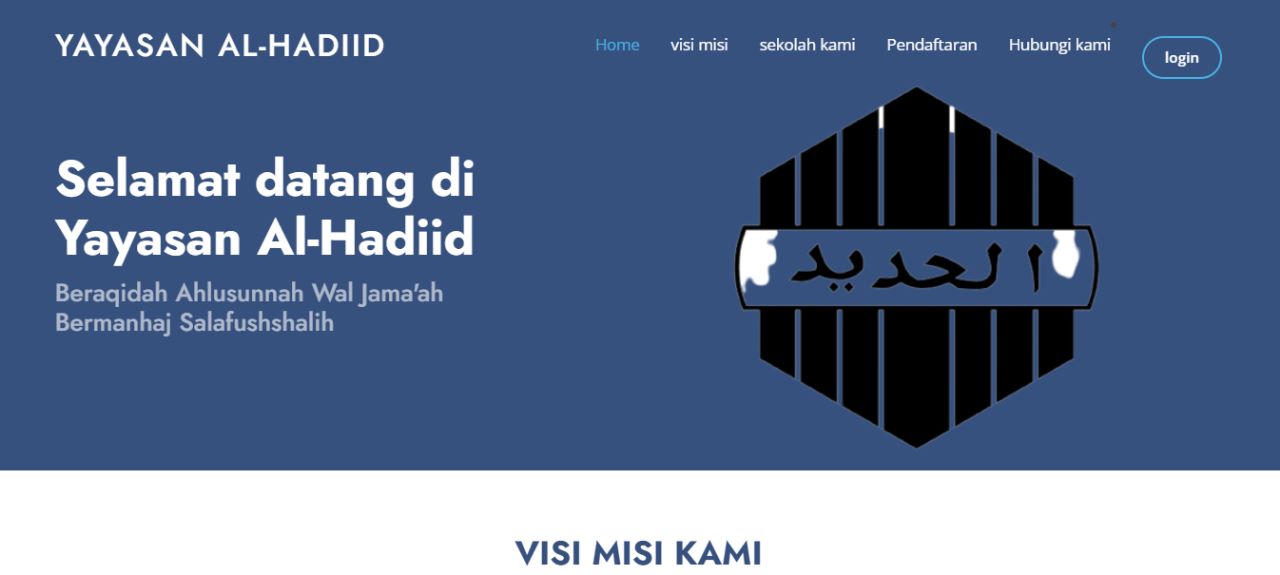 YAYASAN AL-HADIID
Home
visi misi
sekolah kami
Pendaftaran
Hubungi kami
login
Selamat datang di
Yayasan Al-Hadiid
Beraqidah Ahlusunnah Wal Jama'ah
Bermanhaj Salafushshalih
الحديد
VISI MISI KAMI